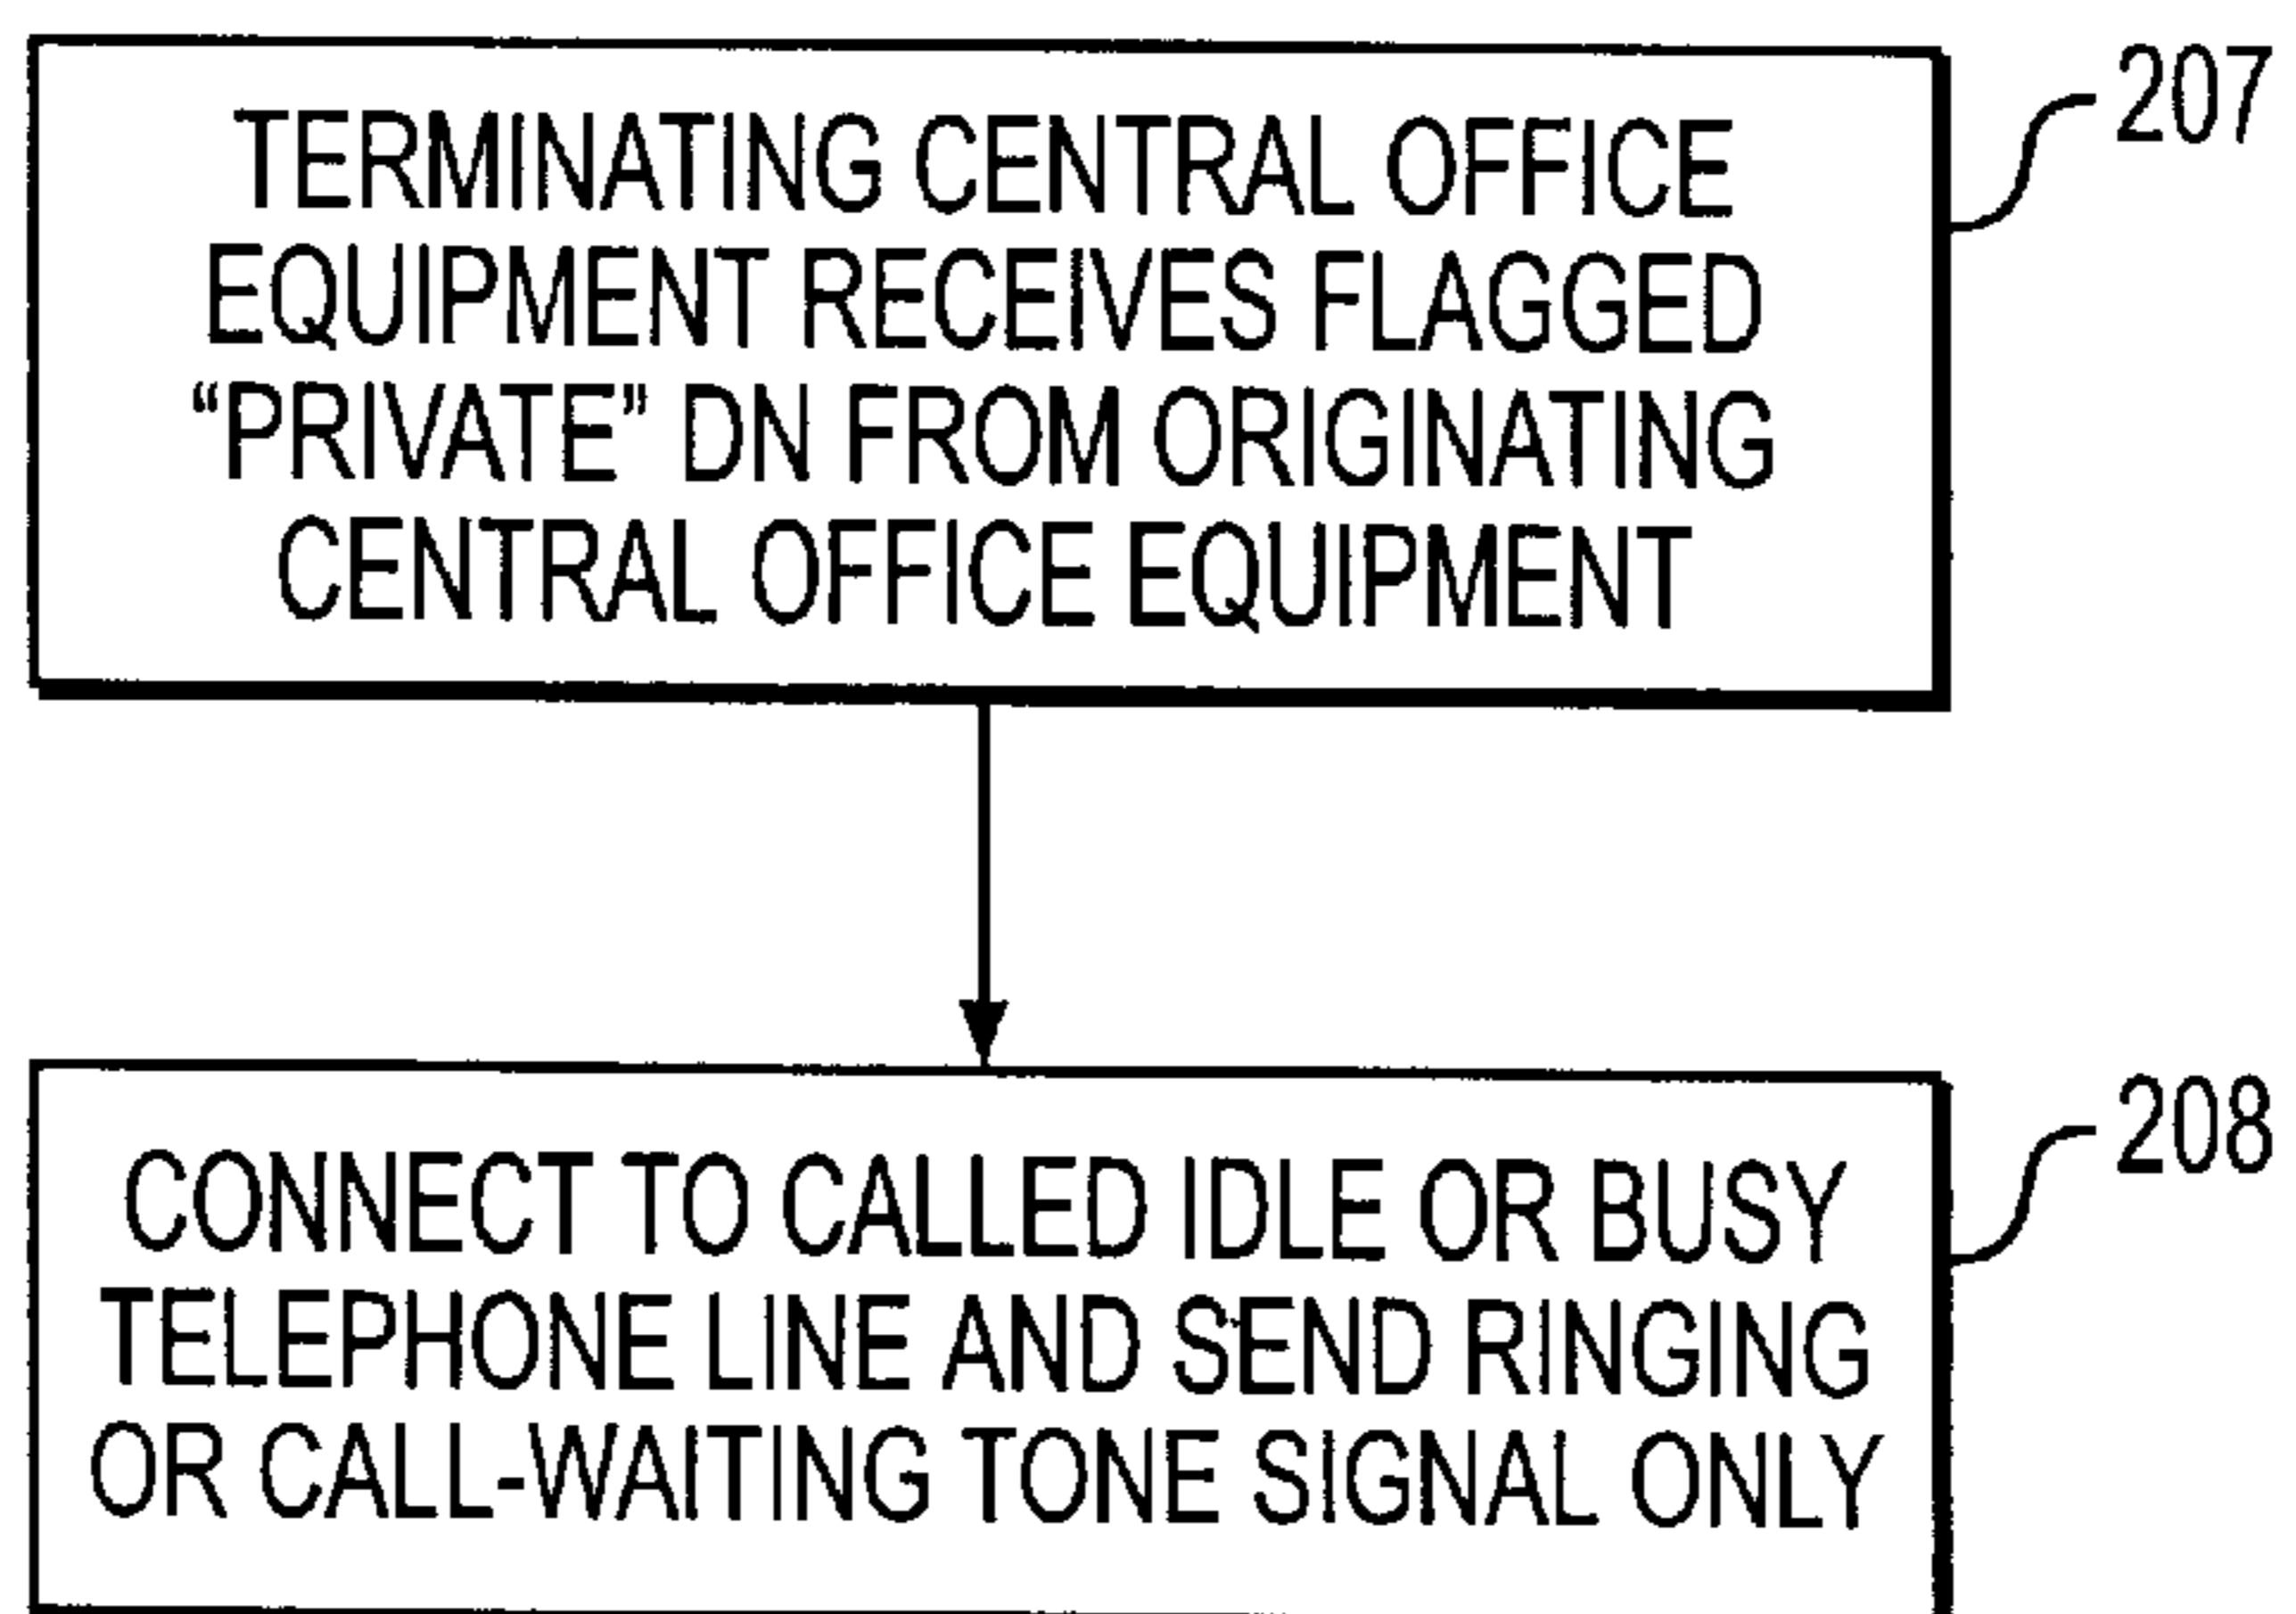 207
TERMINATING CENTRAL OFFICE
EQUIPMENT RECEIVES FLAGGED
“PRIVATE” DN FROM ORIGINATING
CENTRAL OFFICE EQUIPMENT
208
CONNECT TO CALLED IDLE OR BUSY
TELEPHONE LINE AND SEND RINGING
OR CALL-WAITING TONE SIGNAL ONLY